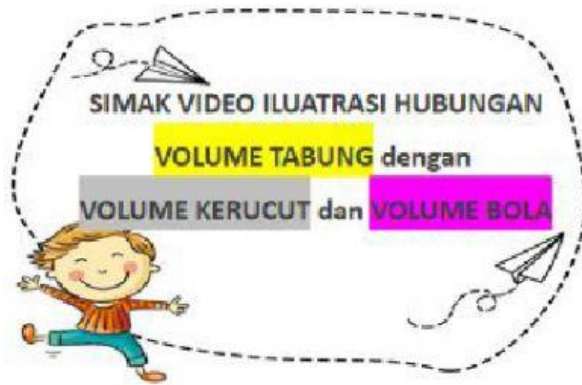 SIMAK VIDEO ILUATRASI HUBUNGAN
VOLUME TABUNG dengan
VOLUME KERUCUT dan VOLUME BOLA